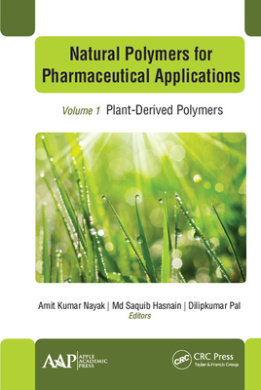 Natural Polymers for
Pharmaceutical Applications
Volume 1 Plant-Derived Polymers
Amit Kumar Nayak | Md Saquib Hasnain | Dilipkumar Pal
Editors
AAP APPLE
ACADEMIC
PRESS
CRC CRC Press
Taylor & Francis Group